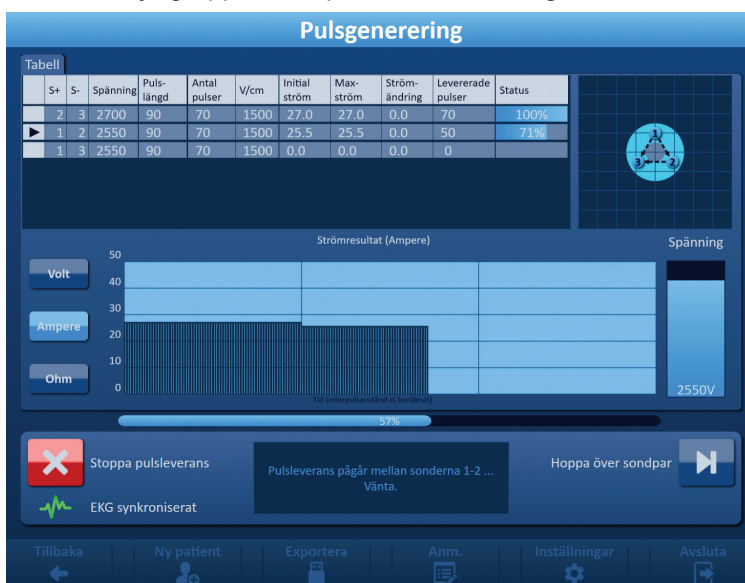 Pulsgenerering
Tabell
S+ S- Spänning Puls-längd Antal pulser V/cm Initial ström Max-ström Ström-ändring Levererade pulser Status
2 3 2700 90 70 1500 27.0 27.0 0.0 70 100%
1 2 2550 90 70 1500 25.5 25.5 0.0 50 71%
1 3 2550 90 70 1500 0.0 0.0 0.0 0
1
3 2
Strömresultat (Ampere)
Spänning
Volt
Ampere
Ohm
50
40
30
20
10
0
Tid (interpulsavstånd ej beräknat).
2550V
57%
Stoppa pulsleverans
EKG synkroniserat
Pulsleverans pågår mellan sonderna 1-2 ...
Vänta.
Hoppa över sondpar
Tillbaka Ny patient Exportera Anm. Inställningar Avsluta